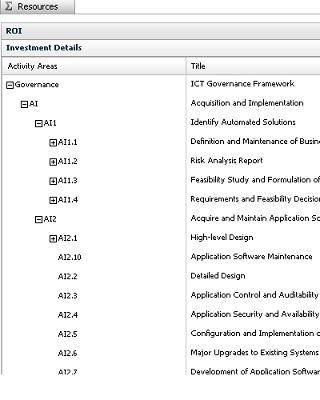 Σ Resources
ROI
Investment Details
Activity Areas Title
Governance ICT Governance Framework
AI Acquisition and Implementation
AI1 Identify Automated Solutions
AI1.1 Definition and Maintenance of Busin
AI1.2 Risk Analysis Report
AI1.3 Feasibility Study and Formulation of
AI1.4 Requirements and Feasibility Decision
AI2 Acquire and Maintain Application So
AI2.1 High-level Design
AI2.10 Application Software Maintenance
AI2.2 Detailed Design
AI2.3 Application Control and Auditability
AI2.4 Application Security and Availability
AI2.5 Configuration and Implementation o
AI2.6 Major Upgrades to Existing Systems
AI2.7 Development of Application Softwar